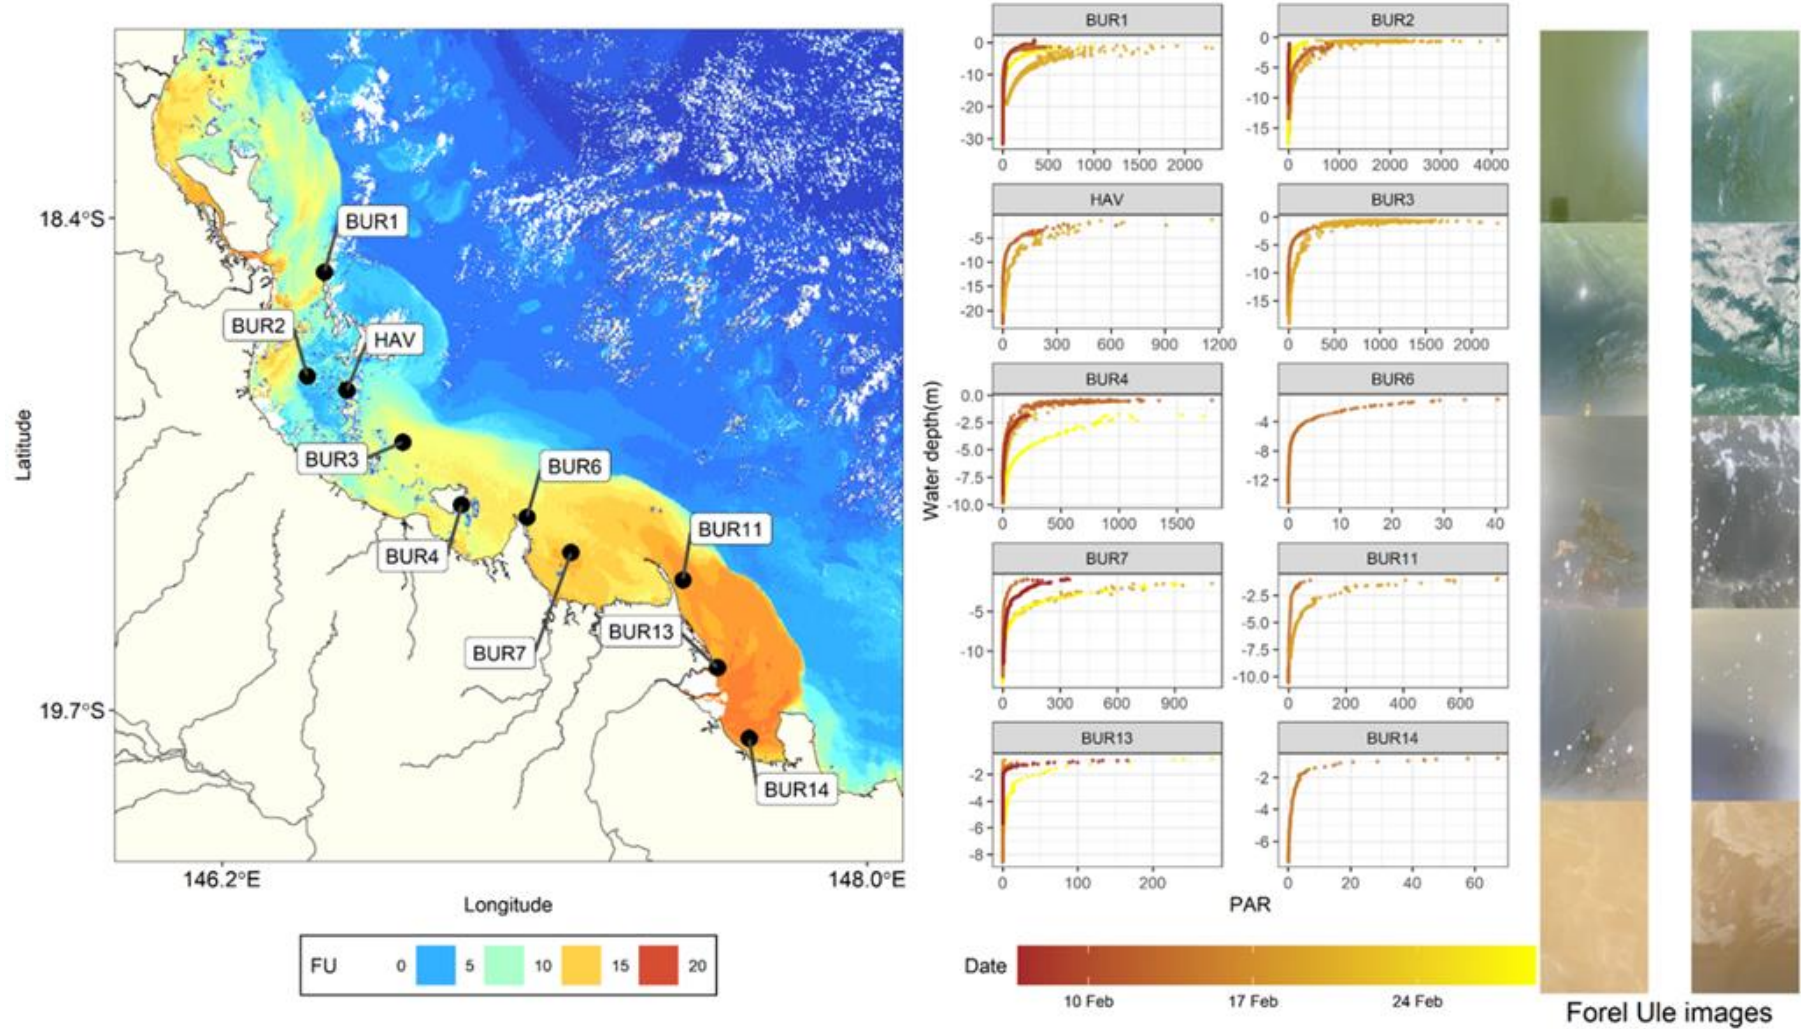 Latitude
18.4°S
19.7°S
BUR1
BUR2
HAV
BUR3
BUR6
BUR4
BUR11
BUR7
BUR13
BUR14
146.2°E
148.0°E
Longitude
FU
0
5
10
15
20
Water depth(m)
BUR1
0
-10
-20
-30
0 500 1000 1500 2000
BUR2
0
-5
-10
-15
0 1000 2000 3000 4000
HAV
-5
-10
-15
-20
0 300 600 900 1200
BUR3
0
-5
-10
-15
0 500 1000 1500 2000
BUR4
0.0
-2.5
-5.0
-7.5
-10.0
0 500 1000 1500
BUR6
-4
-8
-12
0 10 20 30 40
BUR7
-5
-10
0 300 600 900
BUR11
-2.5
-5.0
-7.5
-10.0
0 200 400 600
BUR13
-2
-4
-6
-8
0 100 200
BUR14
-2
-4
-6
0 20 40 60
PAR
Date
10 Feb
17 Feb
24 Feb
Forel Ule images